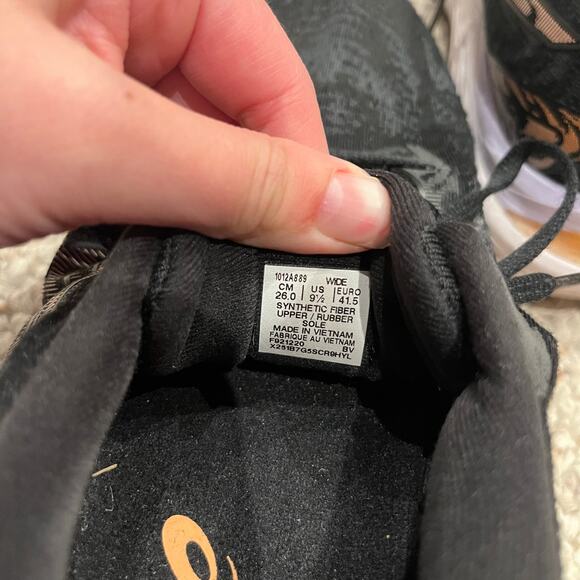 1012A889 WIDE
CM US EURO
26.0 9½ 41.5
SYNTHETIC FIBER
UPPER / RUBBER
SOLE
MADE IN VIETNAM
FABRIQUE AU VIETNAM
F921220 BV
X251B7G5SCR9HYL